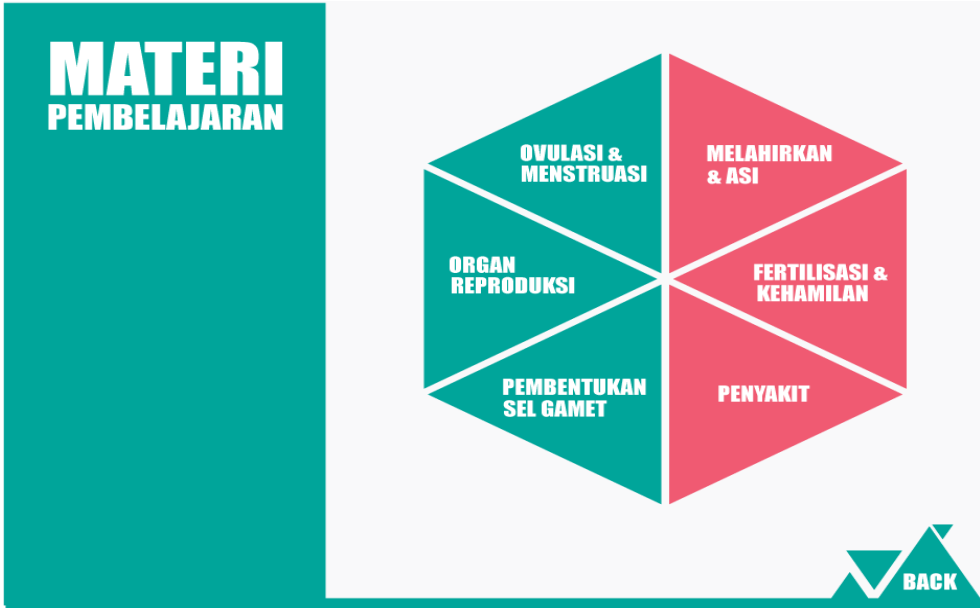 MATERI
PEMBELAJARAN
OVULASI &
MENSTRUASI
MELAHIRKAN
& ASI
ORGAN
REPRODUKSI
FERTILISASI &
KEHAMILAN
PEMBENTUKAN
SEL GAMET
PENYAKIT
BACK